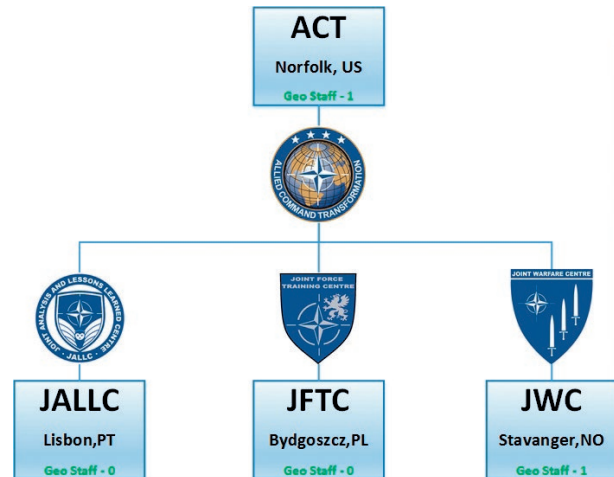 ACT
Norfolk, US
Geo Staff - 1
ALLIED COMMAND TRANSFORMATION
JOINT ANALYSIS AND LESSONS LEARNED CENTRE
· JALLC ·
JOINT FORCE
TRAINING CENTRE
JOINT WARFARE CENTRE
JALLC
Lisbon,PT
Geo Staff - 0
JFTC
Bydgoszcz,PL
Geo Staff - 0
JWC
Stavanger,NO
Geo Staff - 1